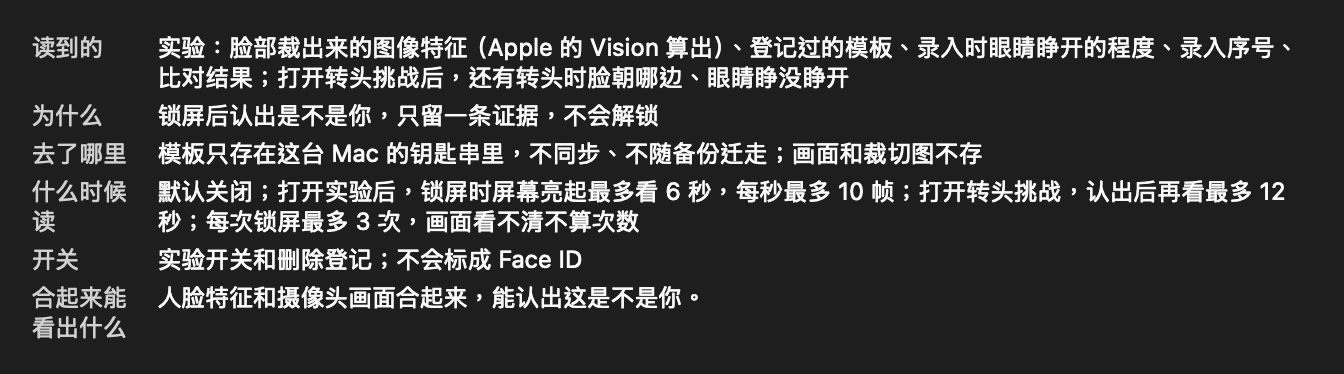 读到的
实验：脸部裁出来的图像特征（Apple 的 Vision 算出）、登记过的模板、录入时眼睛睁开的程度、录入序号、
比对结果；打开转头挑战后，还有转头时脸朝哪边、眼睛睁没睁开
为什么
锁屏后认出是不是你，只留一条证据，不会解锁
去了哪里
模板只存在这台 Mac 的钥匙串里，不同步、不随备份迁走；画面和裁切图不存
什么时候
读
默认关闭；打开实验后，锁屏时屏幕亮起最多看 6 秒，每秒最多 10 帧；打开转头挑战，认出后再看最多 12
秒；每次锁屏最多 3 次，画面看不清不算次数
开关
实验开关和删除登记；不会标成 Face ID
合起来能
看出什么
人脸特征和摄像头画面合起来，能认出这是不是你。